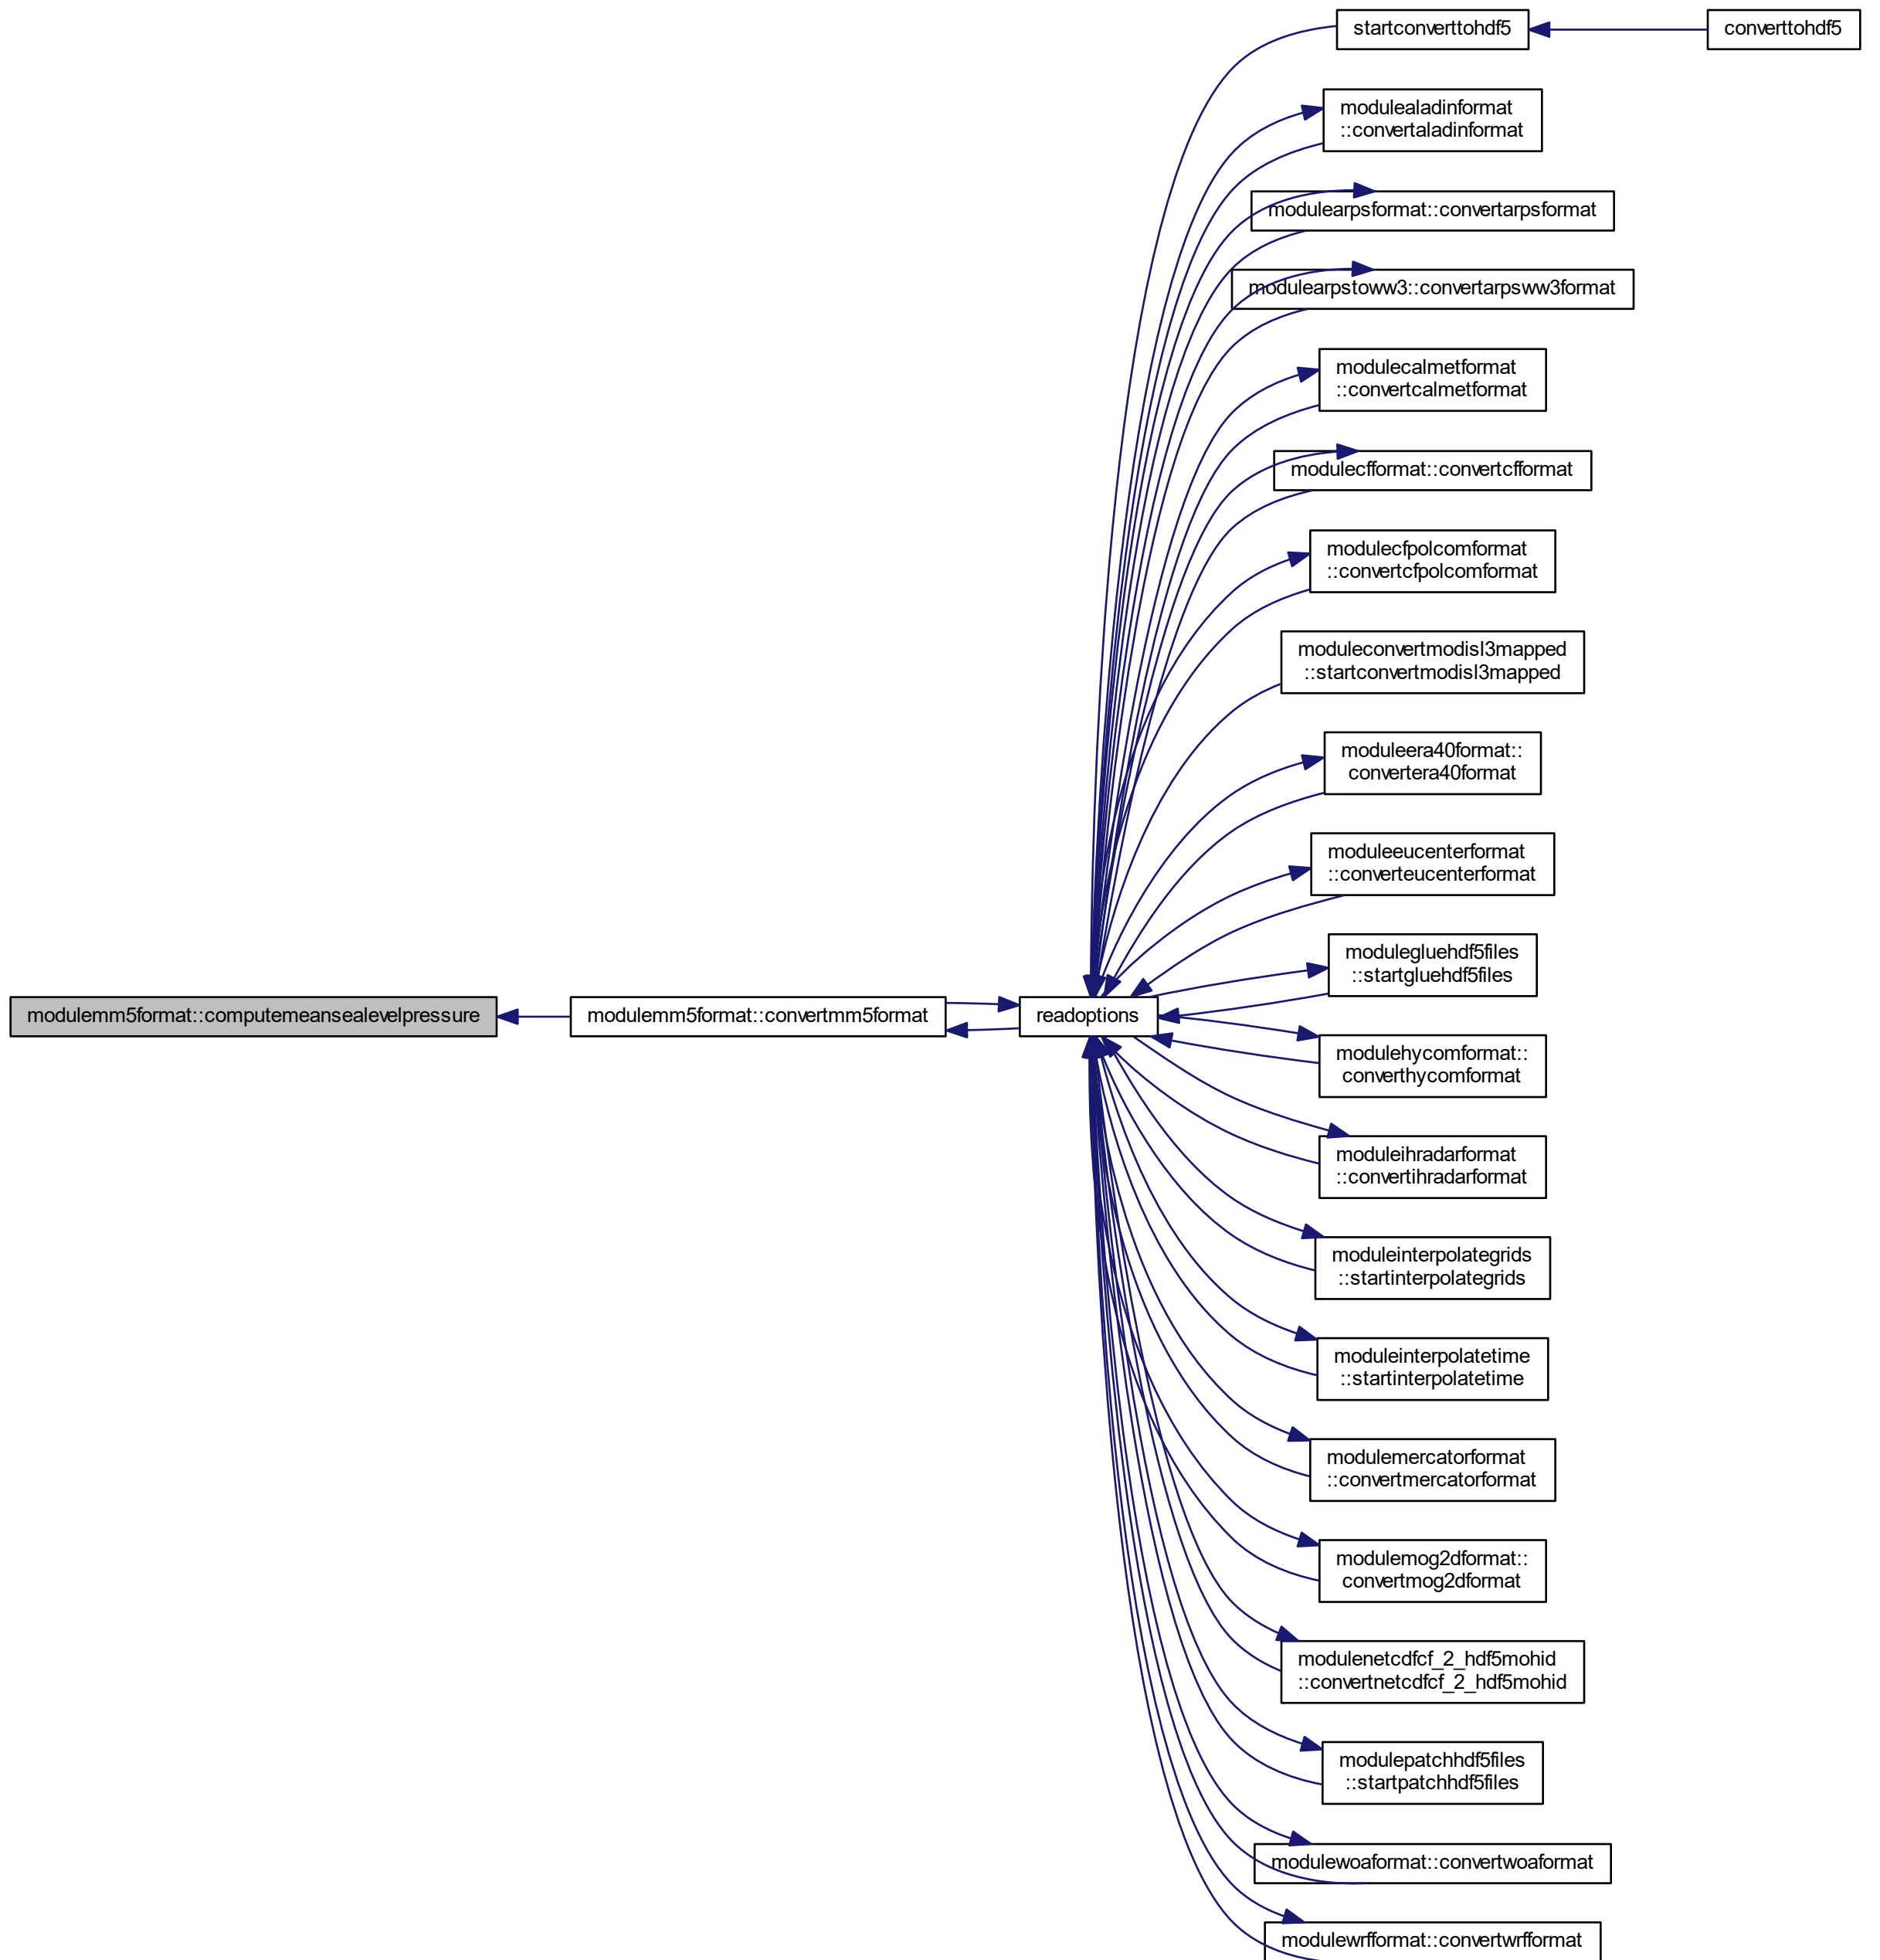 startconverttohdf5
converttohdf5
modulealadinformat
::convertaladinformat
modulearpsformat::convertarpsformat
modulearpstoww3::convertarpsww3format
modulecalmetformat
::convertcalmetformat
modulecfformat::convertcfformat
modulecfpolcomformat
::convertcfpolcomformat
moduleconvertmodisl3mapped
::startconvertmodisl3mapped
moduleera40format::
convertera40format
moduleeucenterformat
::converteucenterformat
modulegluehdf5files
::startgluehdf5files
modulemm5format::computemeansealevelpressure
modulemm5format::convertmm5format
readoptions
modulehycomformat::
converthycomformat
moduleihradarformat
::convertihradarformat
moduleinterpolategrids
::startinterpolategrids
moduleinterpolatetime
::startinterpolatetime
modulemercatorformat
::convertmercatorformat
modulemog2dformat::
convertmog2dformat
modulenetcdfcf_2_hdf5mohid
::convertnetcdfcf_2_hdf5mohid
modulepatchhdf5files
::startpatchhdf5files
modulewoaformat::convertwoaformat
modulewrfformat::convertwrfformat